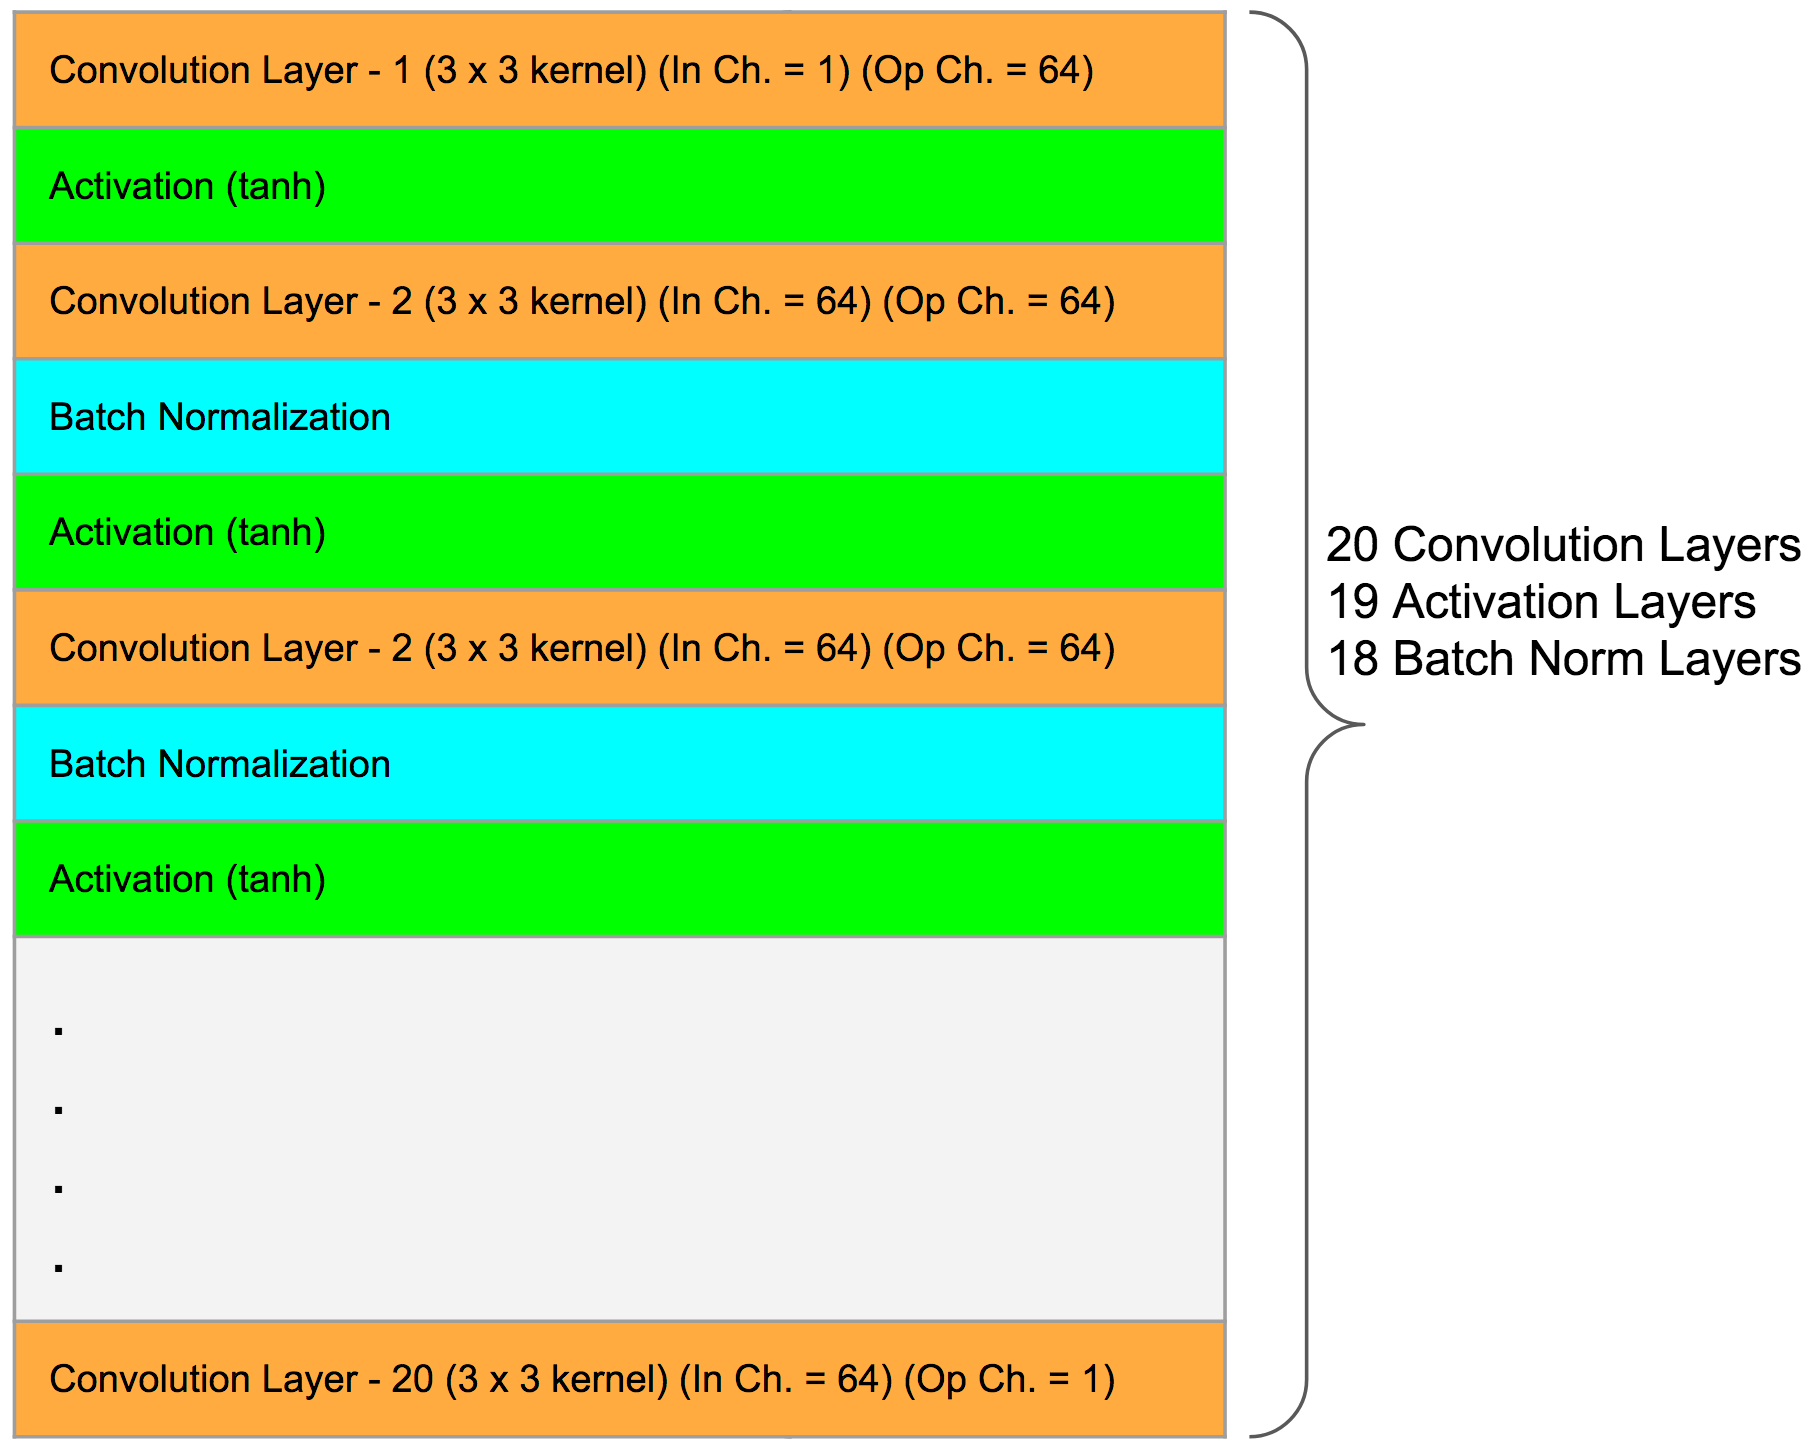 Convolution Layer - 1 (3 x 3 kernel) (In Ch. = 1) (Op Ch. = 64)
Activation (tanh)
Convolution Layer - 2 (3 x 3 kernel) (In Ch. = 64) (Op Ch. = 64)
Batch Normalization
Activation (tanh)
Convolution Layer - 2 (3 x 3 kernel) (In Ch. = 64) (Op Ch. = 64)
Batch Normalization
Activation (tanh)
.
.
.
.
Convolution Layer - 20 (3 x 3 kernel) (In Ch. = 64) (Op Ch. = 1)
20 Convolution Layers
19 Activation Layers
18 Batch Norm Layers